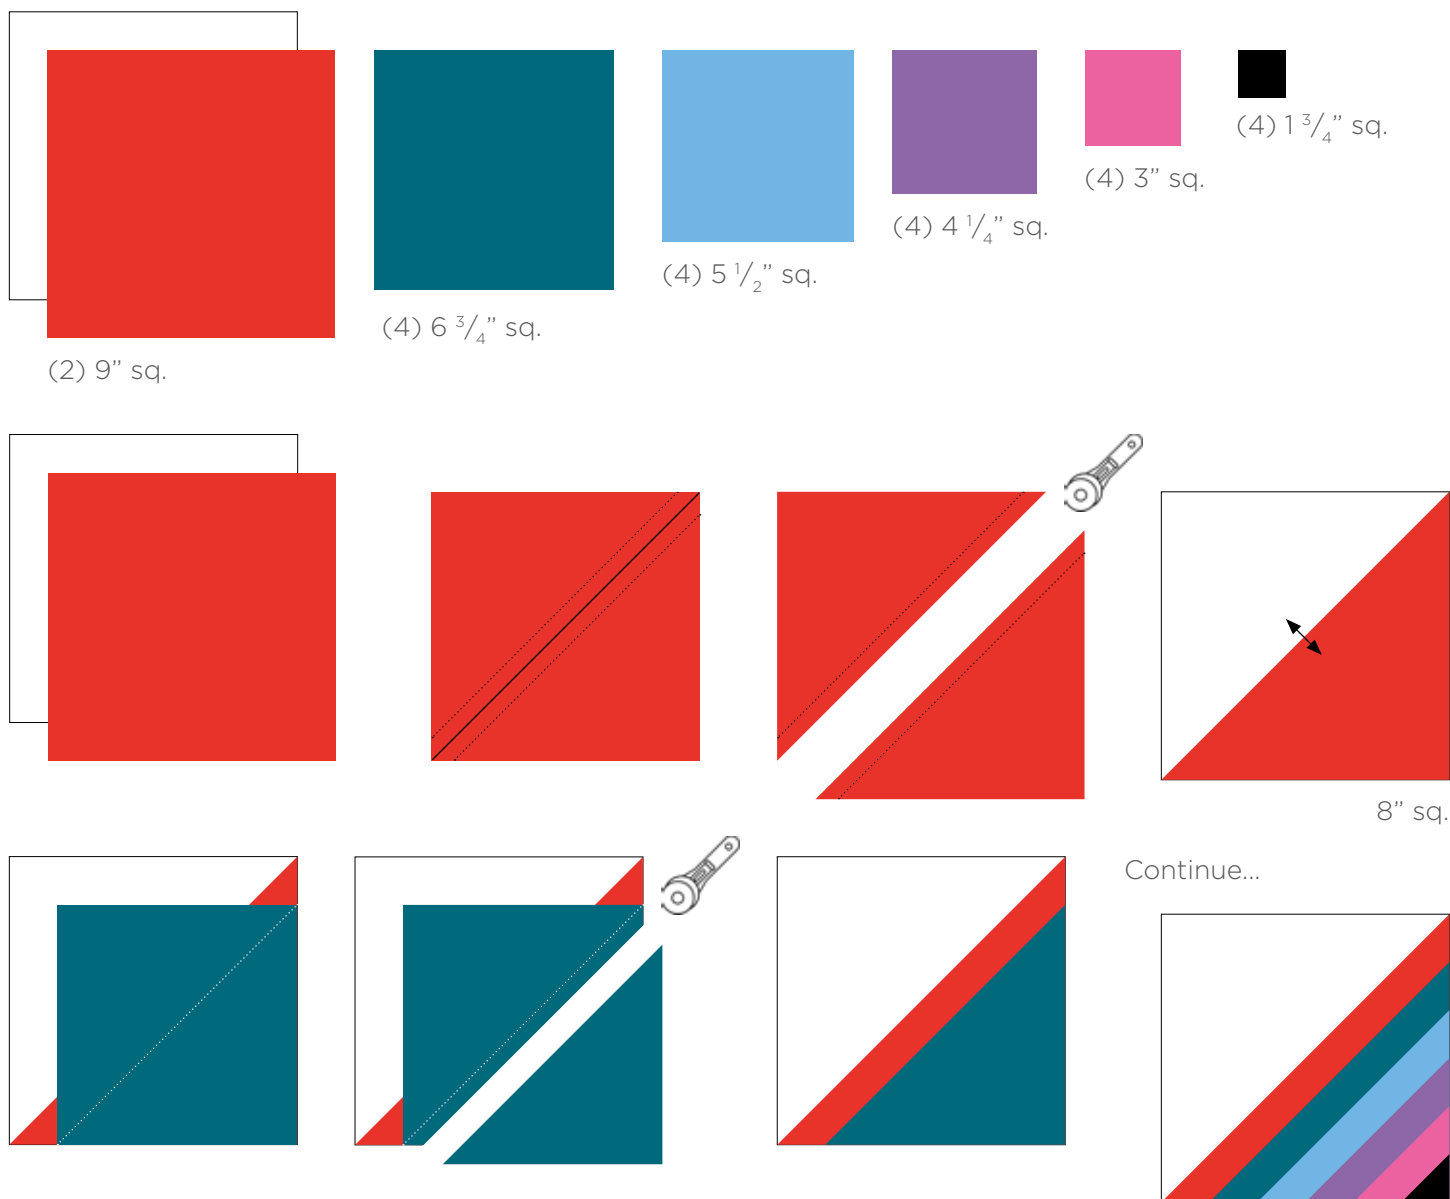 (4) 1 3/4” sq.
(4) 3” sq.
(4) 4 1/4” sq.
(4) 5 1/2” sq.
(4) 6 3/4” sq.
(2) 9” sq.
8” sq.
Continue...